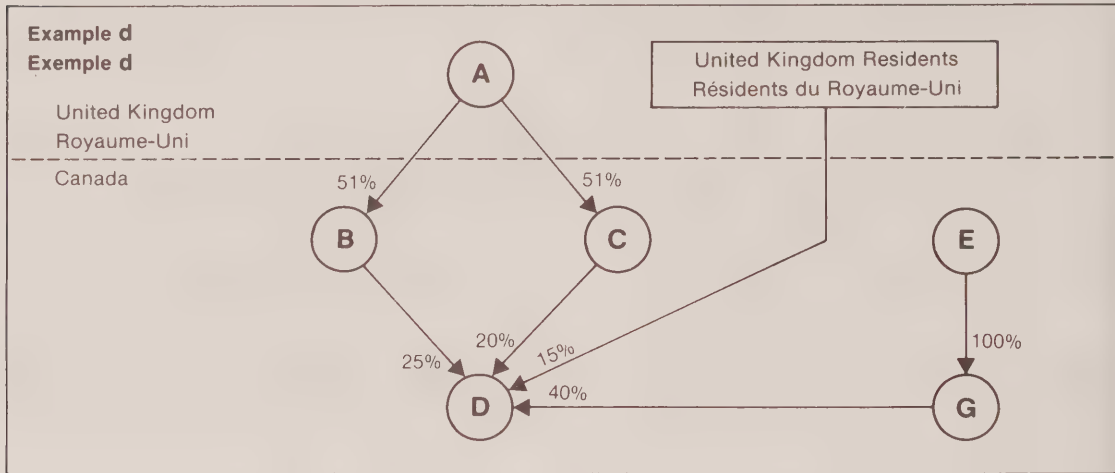 Example d
Exemple d
A
United Kingdom Residents
Résidents du Royaume-Uni
United Kingdom
Royaume-Uni
Canada
51%
51%
B
C
E
25%
20%
15%
100%
40%
D
G